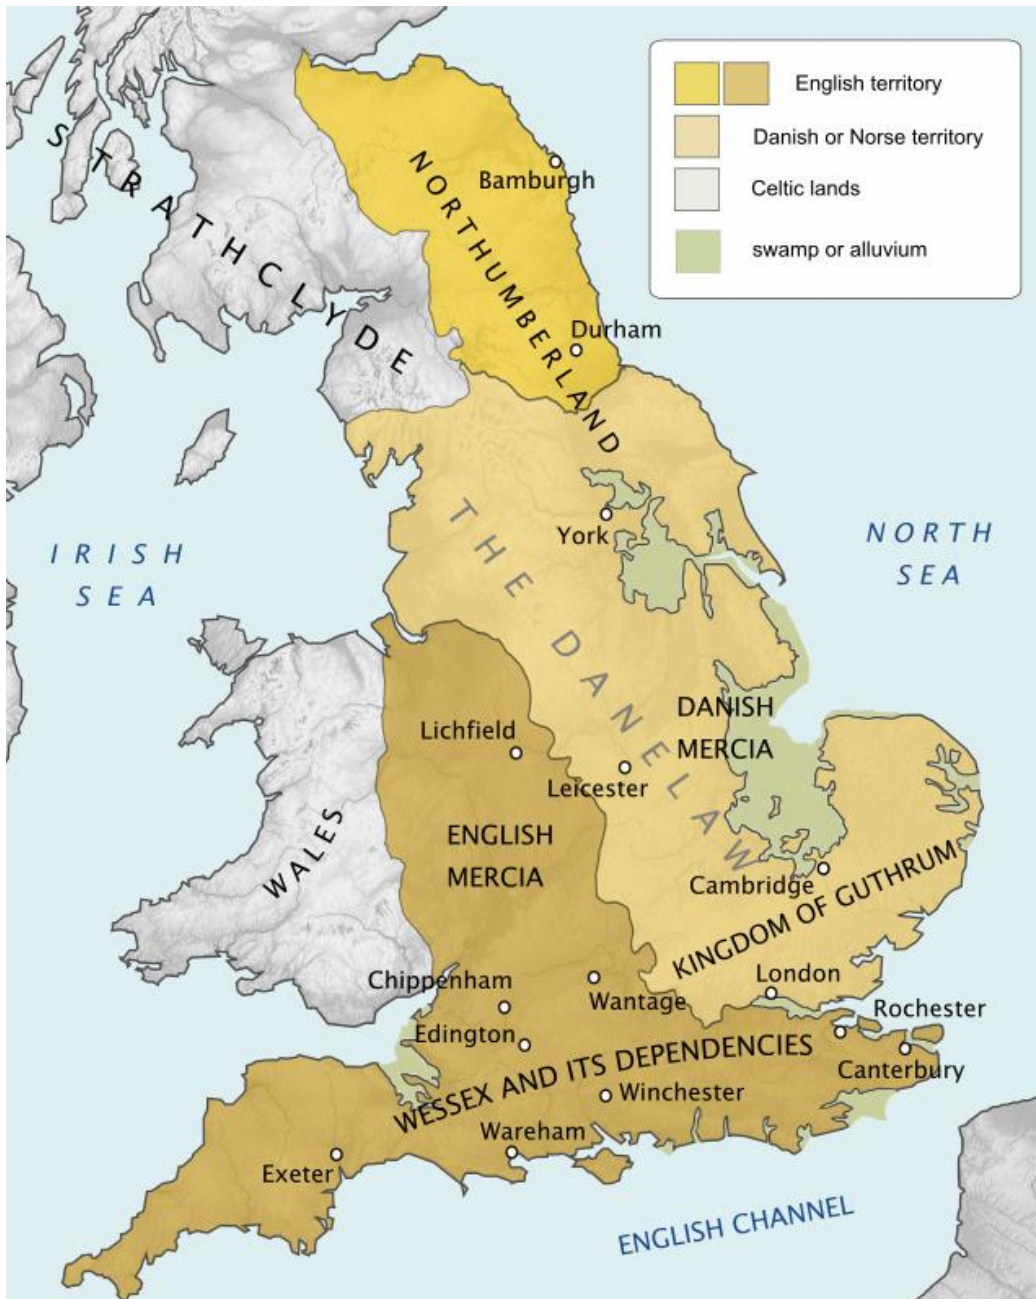 English territory
Danish or Norse territory
Celtic lands
swamp or alluvium
STRATHCLYDE
NORTHUMBERLAND
Bamburgh
Durham
York
IRISH
SEA
NORTH
SEA
THE DANELAW
DANISH
MERCIA
Lichfield
Leicester
ENGLISH
MERCIA
WALES
Cambridge
KINGDOM OF GUTHRUM
London
Chippenham
Wantage
Rochester
Edington
Canterbury
WESSEX AND ITS DEPENDENCIES
Winchester
Wareham
Exeter
ENGLISH CHANNEL